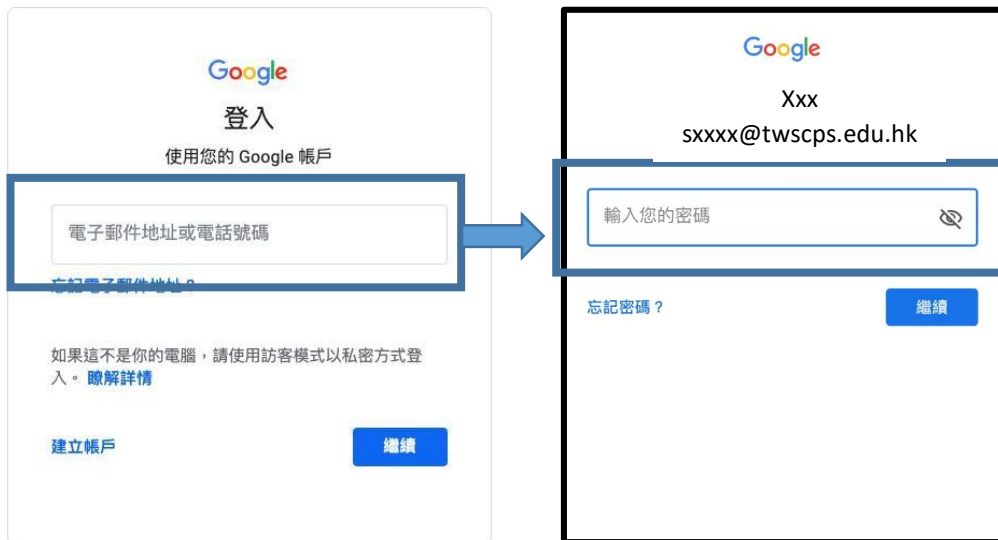 Google
登入
使用您的 Google 帳戶
電子郵件地址或電話號碼
忘記電子郵件地址？
如果這不是你的電腦，請使用訪客模式以私密方式登
入。瞭解詳情
建立帳戶
繼續
Google
Xxx
sxxxx@twscps.edu.hk
輸入您的密碼
忘記密碼？
繼續